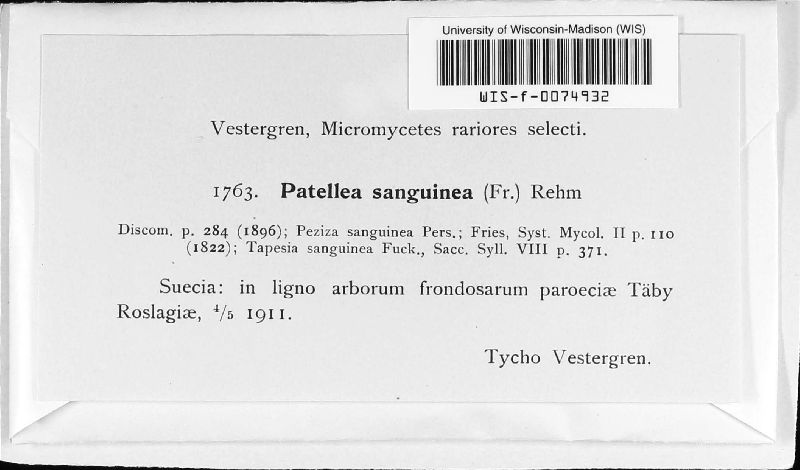 University of Wisconsin-Madison (WIS)
WIS-f-0074932
Vestergren, Micromycetes rariores selecti.
1763. Patellea sanguinea (Fr.) Rehm
Discom. p. 284 (1896); Peziza sanguinea Pers.; Fries, Syst. Mycol. II p. 110
(1822); Tapesia sanguinea Fuck., Sacc. Syll. VIII p. 371.
Suecia: in ligno arborum frondosarum paroeciæ Täby
Roslagiæ, 4/5 1911.
Tycho Vestergren.